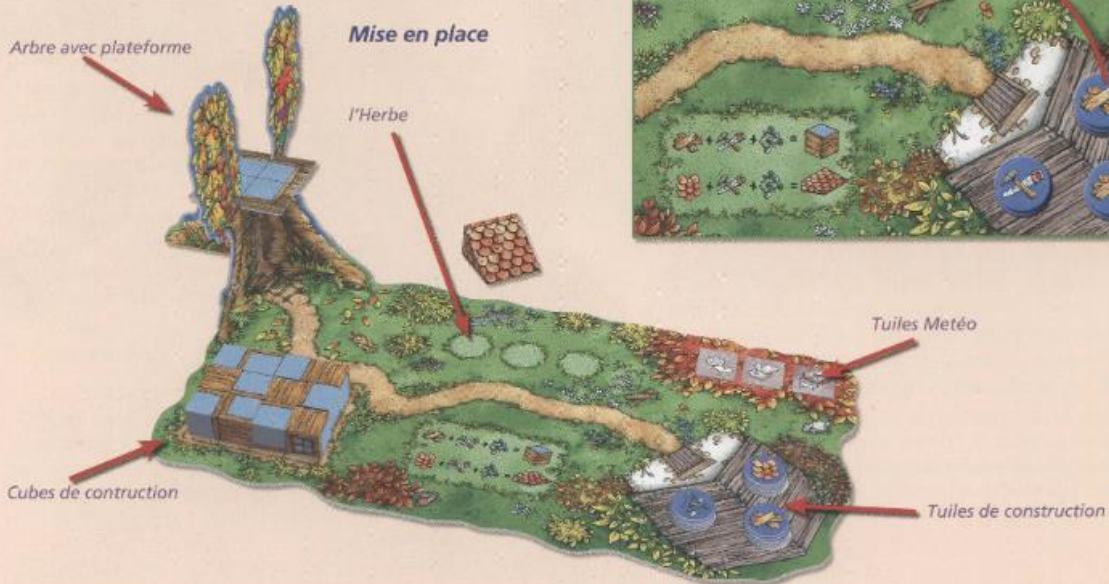 Mise en place
Arbre avec plateforme
l'Herbe
Tuiles Metéo
Cubes de contruction
Tuiles de construction